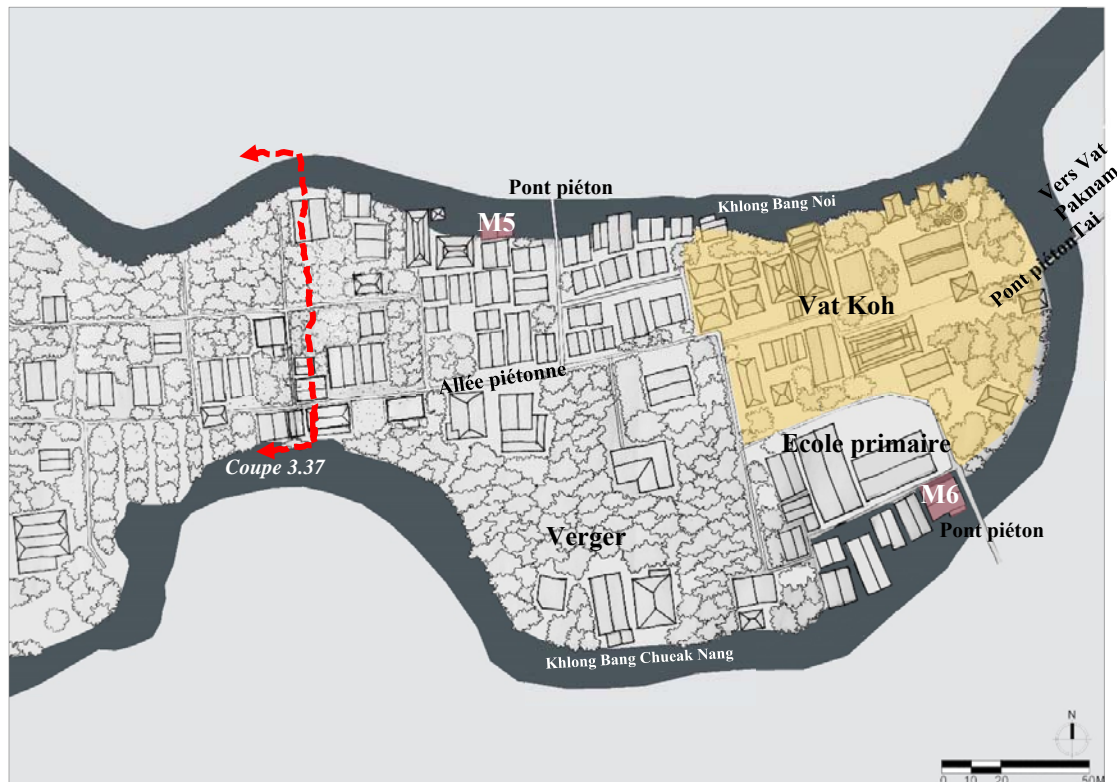 Pont piéton
Khlong Bang Noi
Vers Vat
Paknam
Tai
Pont piéton
M5
Vat Koh
Allée piétonne
Ecole primaire
Coupe 3.37
M6
Pont piéton
Verger
Khlong Bang Chueak Nang
N
0 10 20 50M